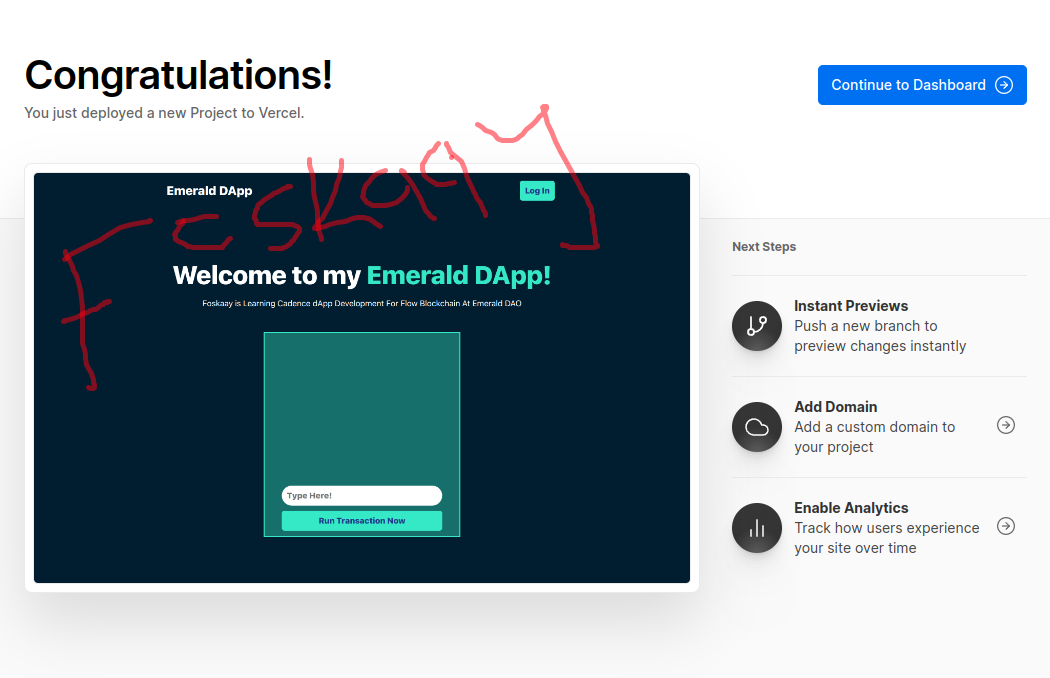 Congratulations!
You just deployed a new Project to Vercel.
Continue to Dashboard
Foskaay
Emerald DApp
Log In
Welcome to my Emerald DApp!
Foskaay is Learning Cadence dApp Development For Flow Blockchain At Emerald DAO
Type Here!
Run Transaction Now
Next Steps
Instant Previews
Push a new branch to
preview changes instantly
Add Domain
Add a custom domain to
your project
Enable Analytics
Track how users experience
your site over time